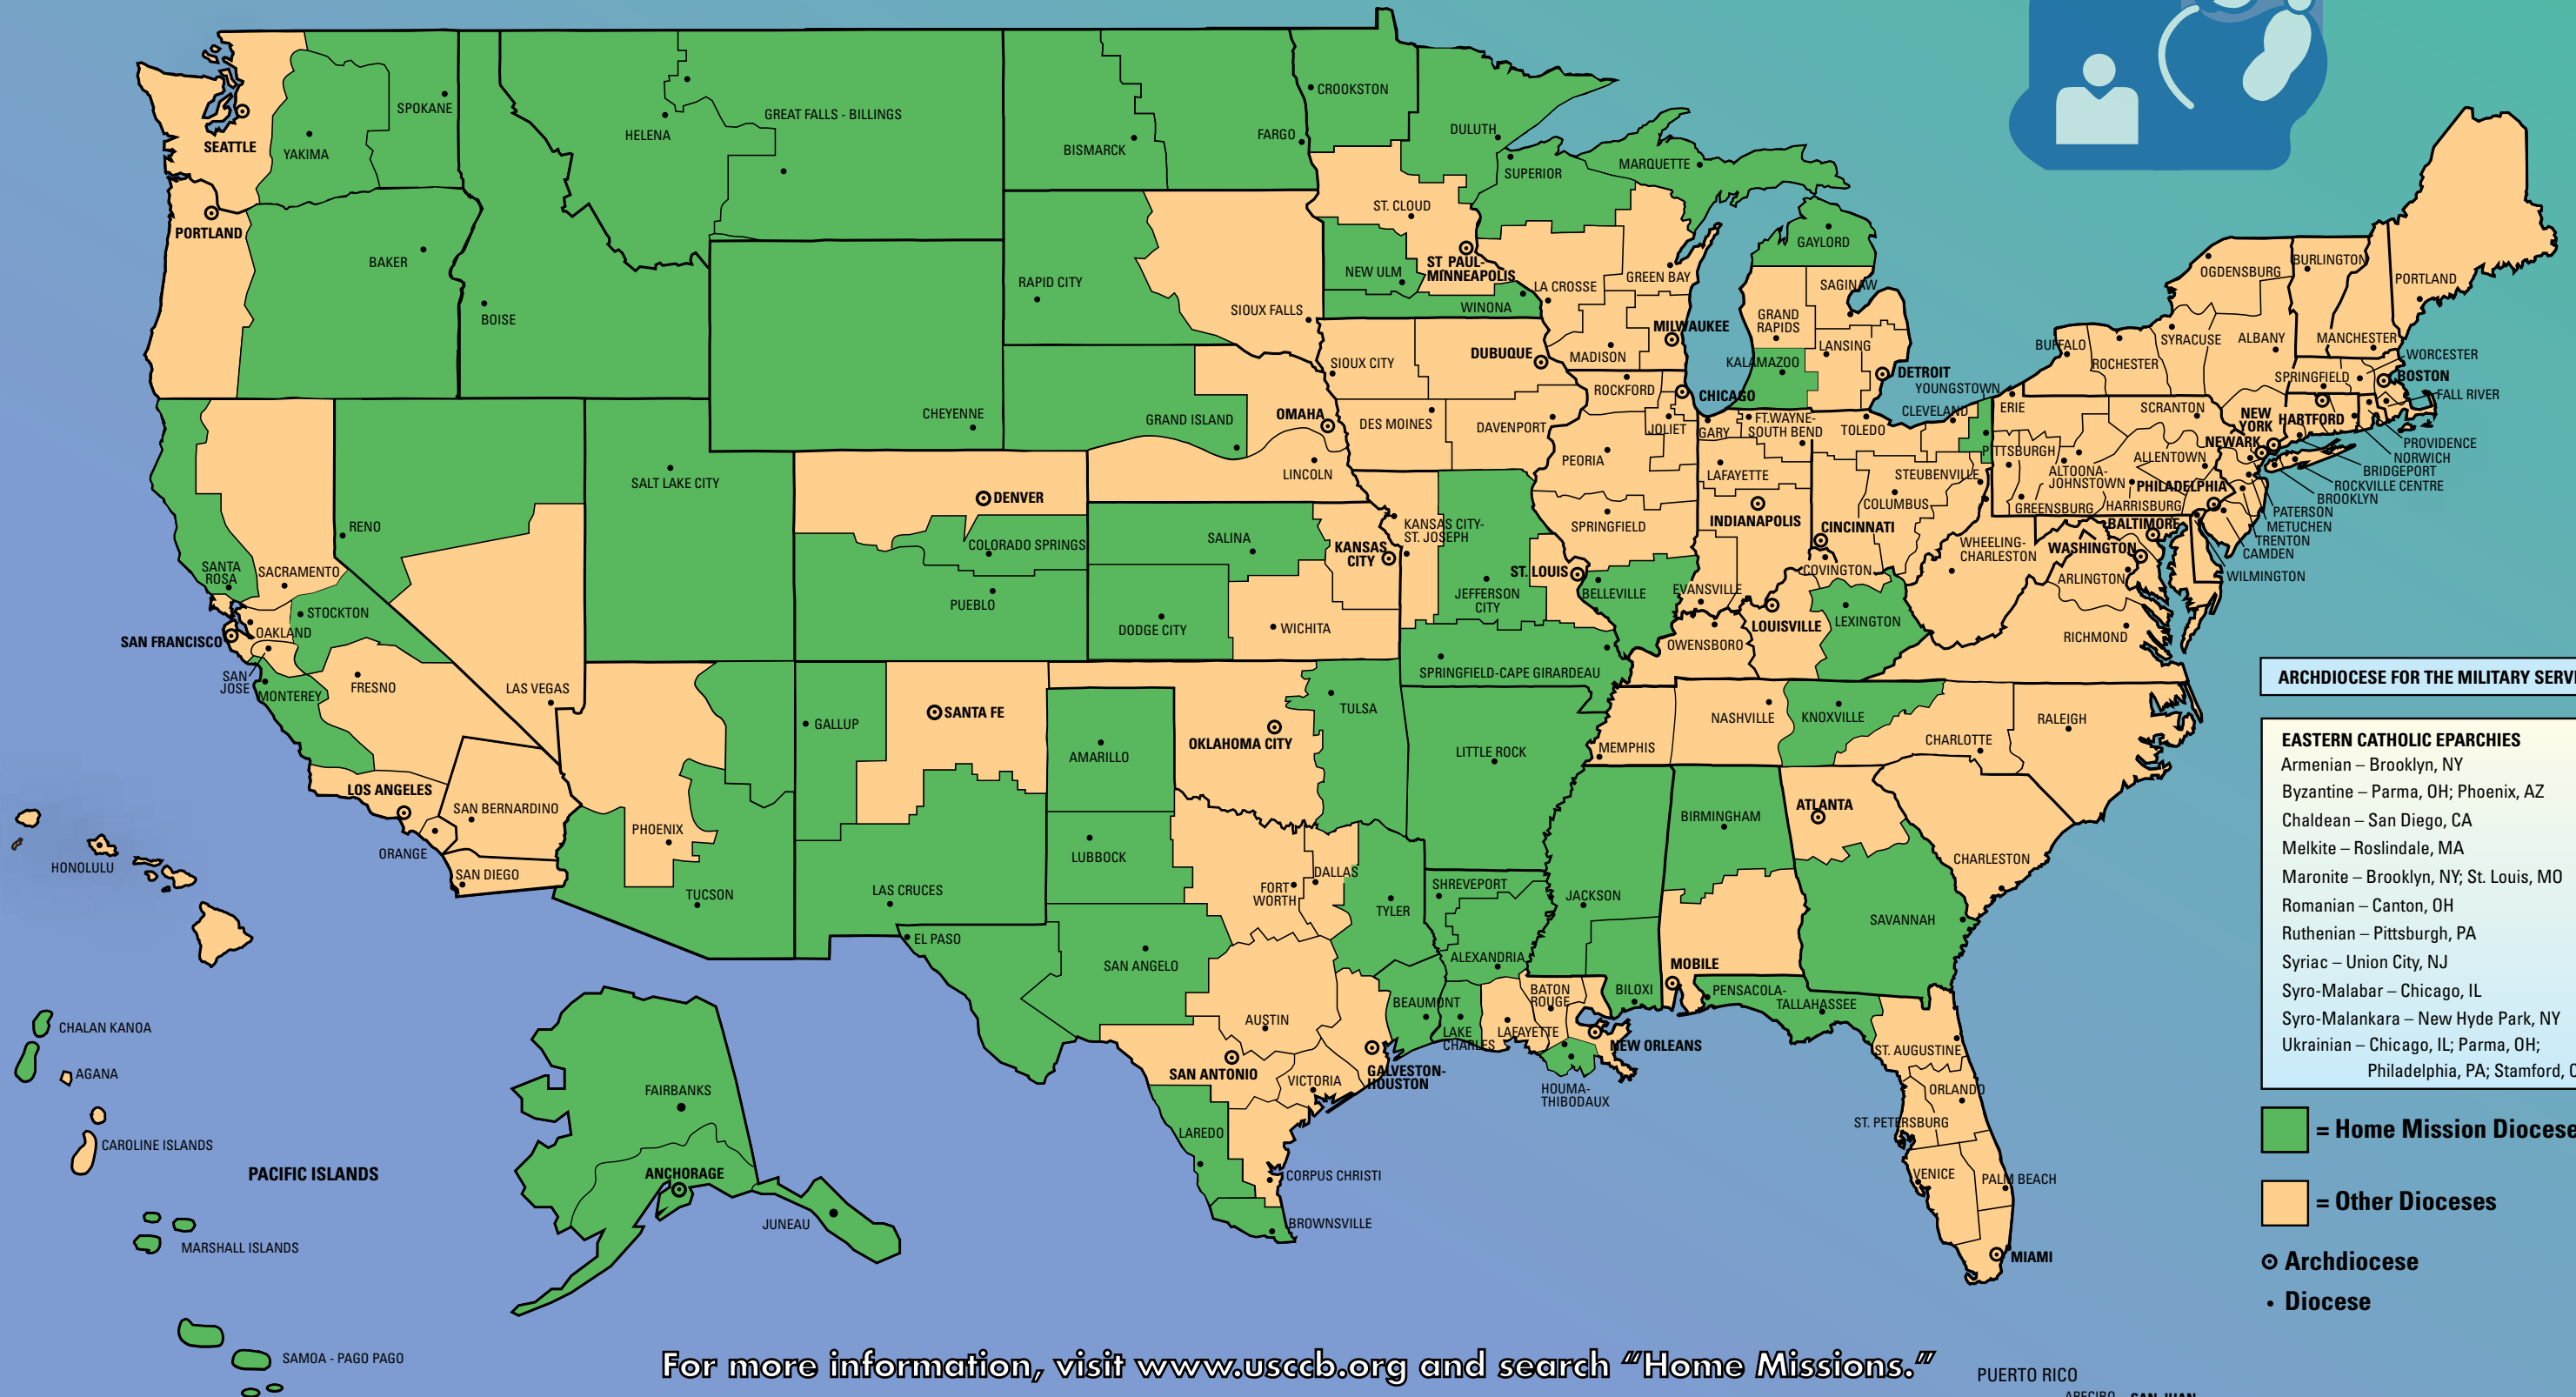 CROOKSTON
SPOKANE
GREAT FALLS - BILLINGS
HELENA
FARGO
DULUTH
SEATTLE
YAKIMA
BISMARCK
MARQUETTE
SUPERIOR
ST. CLOUD
PORTLAND
GAYLORD
BAKER
ST PAUL-
MINNEAPOLIS
NEW ULM
RAPID CITY
GREEN BAY
LA CROSSE
SAGINAW
OGDENSBURG
BURLINGTON
PORTLAND
BOISE
SIOUX FALLS
WINONA
GRAND
RAPIDS
MILWAUKEE
SYRACUSE
ALBANY
MANCHESTER
BUFFALO
LANSING
DUBUQUE
MADISON
WORCESTER
SIOUX CITY
KALAMAZOO
ROCHESTER
DETROIT
SPRINGFIELD
BOSTON
YOUNGSTOWN
ROCKFORD
CHICAGO
FALL RIVER
CHEYENNE
GRAND ISLAND
OMAHA
DES MOINES
DAVENPORT
JOLIET
GARY
FT.WAYNE-
SOUTH BEND
TOLEDO
CLEVELAND
ERIE
SCRANTON
NEW
YORK
HARTFORD
NEWARK
PROVIDENCE
PITTSBURGH
PEORIA
LINCOLN
LAFAYETTE
STEUBENVILLE
ALTOONA-
JOHNSTOWN
ALLENTOWN
NORWICH
BRIDGEPORT
SALT LAKE CITY
DENVER
PHILADELPHIA
ROCKVILLE CENTRE
BROOKLYN
COLUMBUS
GREENSBURG
HARRISBURG
PATERSON
RENO
KANSAS CITY-
ST. JOSEPH
SPRINGFIELD
INDIANAPOLIS
CINCINNATI
BALTIMORE
METUCHEN
TRENTON
COLORADO SPRINGS
SALINA
KANSAS
CITY
WHEELING-
CHARLESTON
WASHINGTON
CAMDEN
SANTA
ROSA
SACRAMENTO
ST. LOUIS
COVINGTON
ARLINGTON
WILMINGTON
STOCKTON
PUEBLO
JEFFERSON
CITY
BELLEVILLE
EVANSVILLE
OAKLAND
SAN FRANCISCO
DODGE CITY
WICHITA
LOUISVILLE
LEXINGTON
RICHMOND
OWENSBORO
SAN
JOSE
MONTEREY
FRESNO
LAS VEGAS
SPRINGFIELD-CAPE GIRARDEAU
ARCHDIOCESE FOR THE MILITARY SERVI
GALLUP
SANTA FE
TULSA
NASHVILLE
KNOXVILLE
RALEIGH
OKLAHOMA CITY
AMARILLO
LITTLE ROCK
MEMPHIS
CHARLOTTE
LOS ANGELES
SAN BERNARDINO
PHOENIX
BIRMINGHAM
ATLANTA
ORANGE
SAN DIEGO
LUBBOCK
CHARLESTON
HONOLULU
TUCSON
LAS CRUCES
FORT
WORTH
DALLAS
TYLER
SHREVEPORT
JACKSON
SAVANNAH
EL PASO
SAN ANGELO
ALEXANDRIA
MOBILE
BATON
ROUGE
BILOXI
PENSACOLA-
TALLAHASSEE
BEAUMONT
AUSTIN
LAKE
CHARLES
LAFAYETTE
NEW ORLEANS
ST. AUGUSTINE
CHALAN KANOA
AGANA
SAN ANTONIO
VICTORIA
GALVESTON-
HOUSTON
HOUMA-
THIBODAUX
ORLANDO
FAIRBANKS
ST. PETERSBURG
LAREDO
CAROLINE ISLANDS
PACIFIC ISLANDS
ANCHORAGE
CORPUS CHRISTI
VENICE
PALM BEACH
JUNEAU
BROWNSVILLE
MARSHALL ISLANDS
MIAMI
SAMOA - PAGO PAGO
EASTERN CATHOLIC EPARCHIES
Armenian – Brooklyn, NY
Byzantine – Parma, OH; Phoenix, AZ
Chaldean – San Diego, CA
Melkite – Roslindale, MA
Maronite – Brooklyn, NY; St. Louis, MO
Romanian – Canton, OH
Ruthenian – Pittsburgh, PA
Syriac – Union City, NJ
Syro-Malabar – Chicago, IL
Syro-Malankara – New Hyde Park, NY
Ukrainian – Chicago, IL; Parma, OH;
Philadelphia, PA; Stamford, C
= Home Mission Diocese
= Other Dioceses
Archdiocese
Diocese
For more information, visit www.usccb.org and search “Home Missions.”
PUERTO RICO
ARECIBO
SAN JUAN